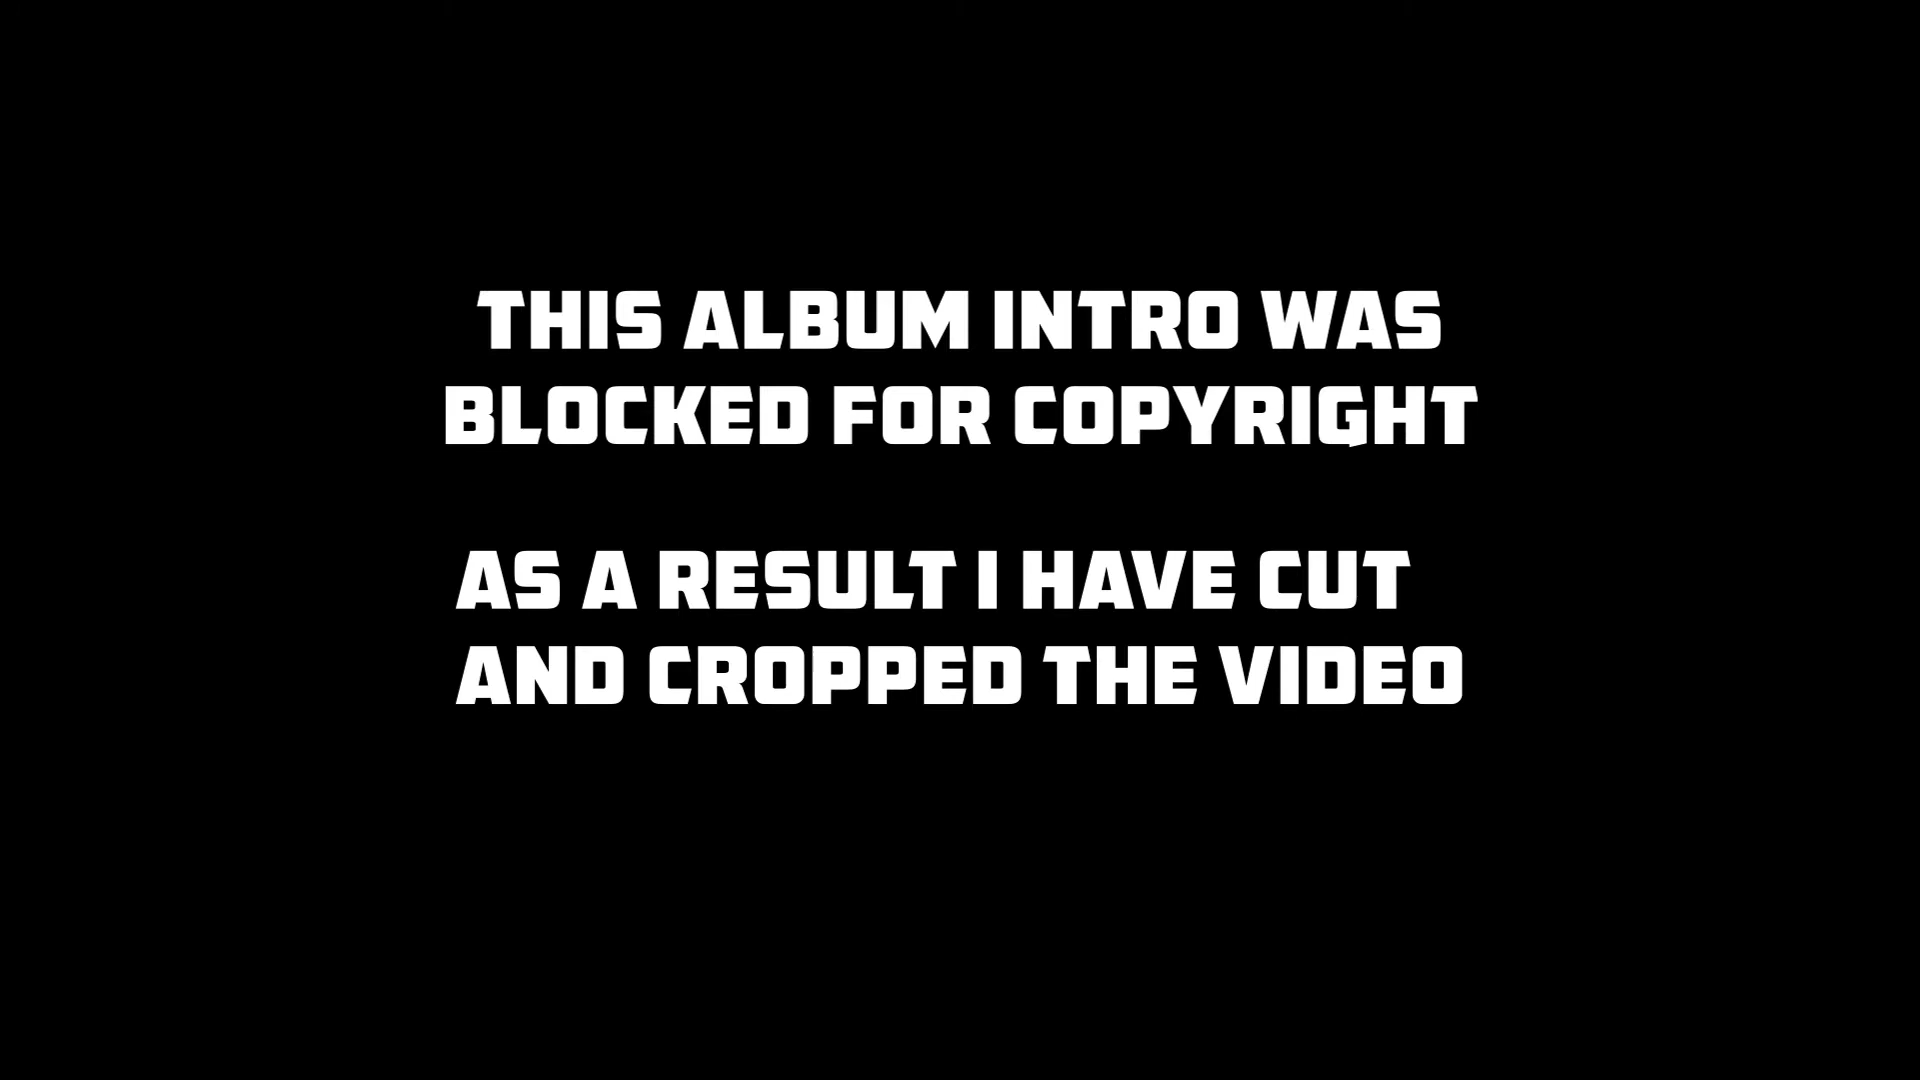 THIS ALBUM INTRO WAS
BLOCKED FOR COPYRIGHT
AS A RESULT I HAVE CUT
AND CROPPED THE VIDEO